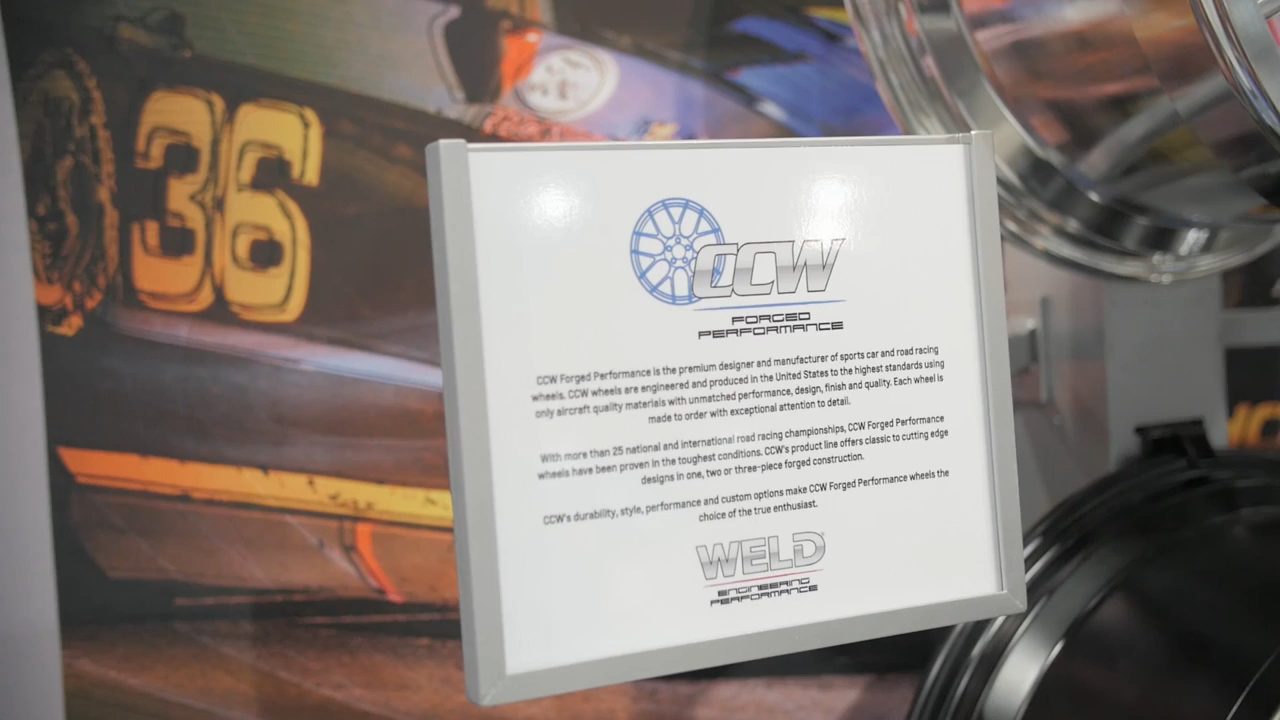 36
CCW
FORGED
PERFORMANCE
CCW Forged Performance is the premium designer and manufacturer of sports car and road racing
wheels. CCW wheels are engineered and produced in the United States to the highest standards using
only aircraft quality materials with unmatched performance, design, finish and quality. Each wheel is
made to order with exceptional attention to detail.
With more than 25 national and international road racing championships, CCW Forged Performance
wheels have been proven in the toughest conditions. CCW's product line offers classic to cutting edge
designs in one, two or three-piece forged construction.
CCW's durability, style, performance and custom options make CCW Forged Performance wheels the
choice of the true enthusiast.
WELD
ENGINEERING
PERFORMANCE